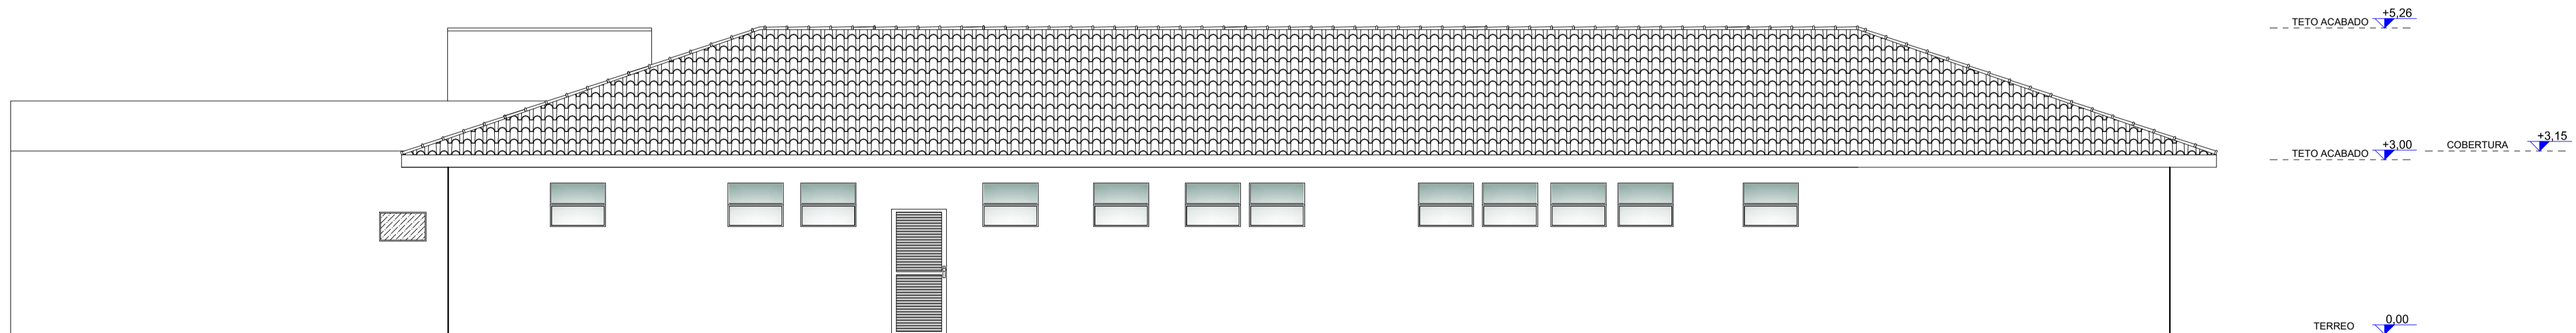 TETO ACABADO +5,26
TETO ACABADO +3,00
COBERTURA +3,15
TERREO 0,00